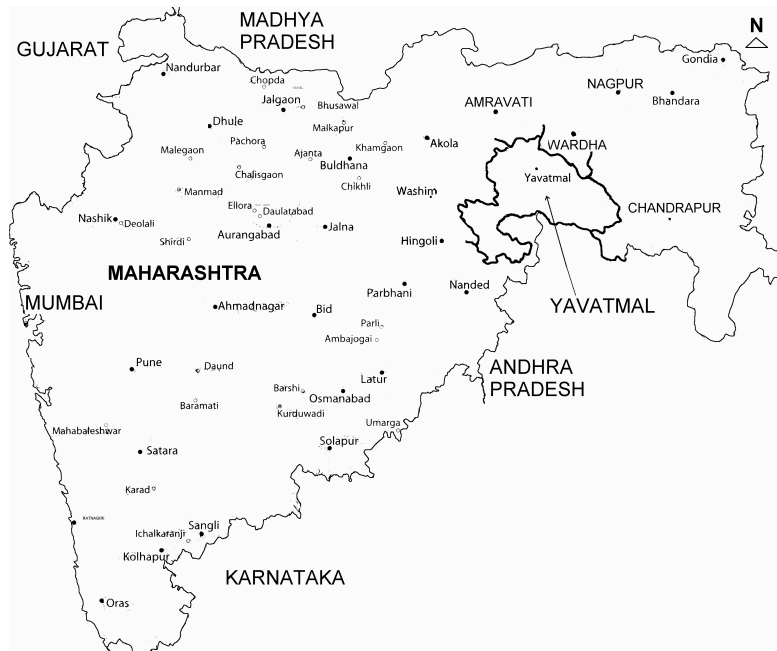 MADHYA
PRADESH
GUJARAT
N
Gondia
Nandurbar
Chopda
NAGPUR
Jalgaon
Bhusawal
AMRAVATI
Bhandara
Dhule
Malkapur
Pachora
Khamgaon
Akola
WARDHA
Malegaon
Ajanta
Buldhana
Chalisgaon
Yavatmal
Chikhli
Manmad
Washim
Ellora
Daulatabad
CHANDRAPUR
Nashik
Deolali
Aurangabad
Jalna
Shirdi
Hingoli
MAHARASHTRA
Parbhani
Nanded
MUMBAI
Ahmadnagar
Bid
YAVATMAL
Parli
Ambajogai
Pune
Daund
ANDHRA
PRADESH
Latur
Barshi
Osmanabad
Baramati
Kurduwadi
Mahabaleshwar
Umarga
Satara
Solapur
Karad
RATNAGIRI
Ichalkaranji
Sangli
Kolhapur
KARNATAKA
Oras